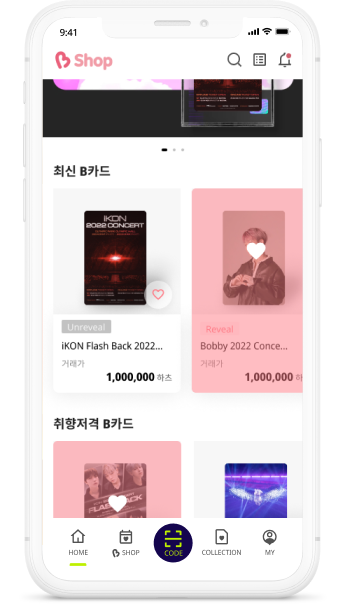 9:41
B Shop
최신 B카드
iKON
2022 CONCERT
Unreveal
iKON Flash Back 2022...
거래가
1,000,000 하츠
Reveal
Bobby 2022 Conce...
거래가
1,000,000
취향저격 B카드
HOME
B SHOP
CODE
COLLECTION
MY